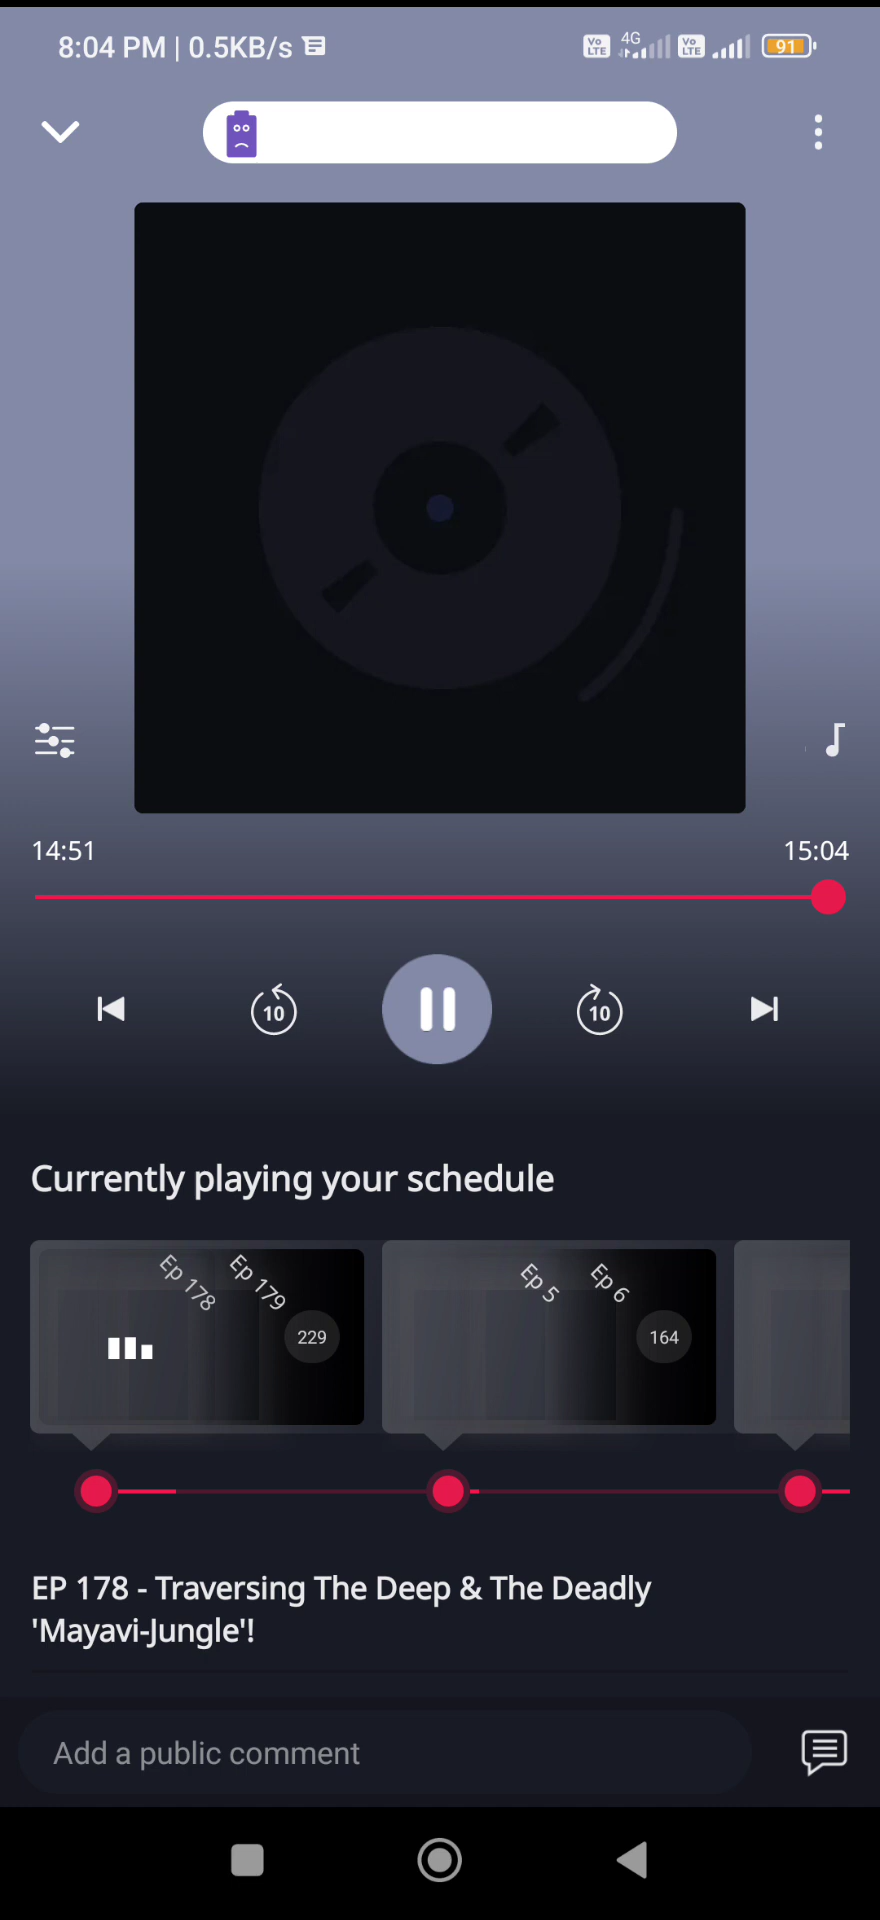 8:04 PM | 0.5KB/s
Vo LTE 4G Vo LTE 91
14:51 15:04
10 10
Currently playing your schedule
Ep 178 Ep 179 229 Ep 5 Ep 6 164
EP 178 - Traversing The Deep & The Deadly
'Mayavi-Jungle'!
Add a public comment